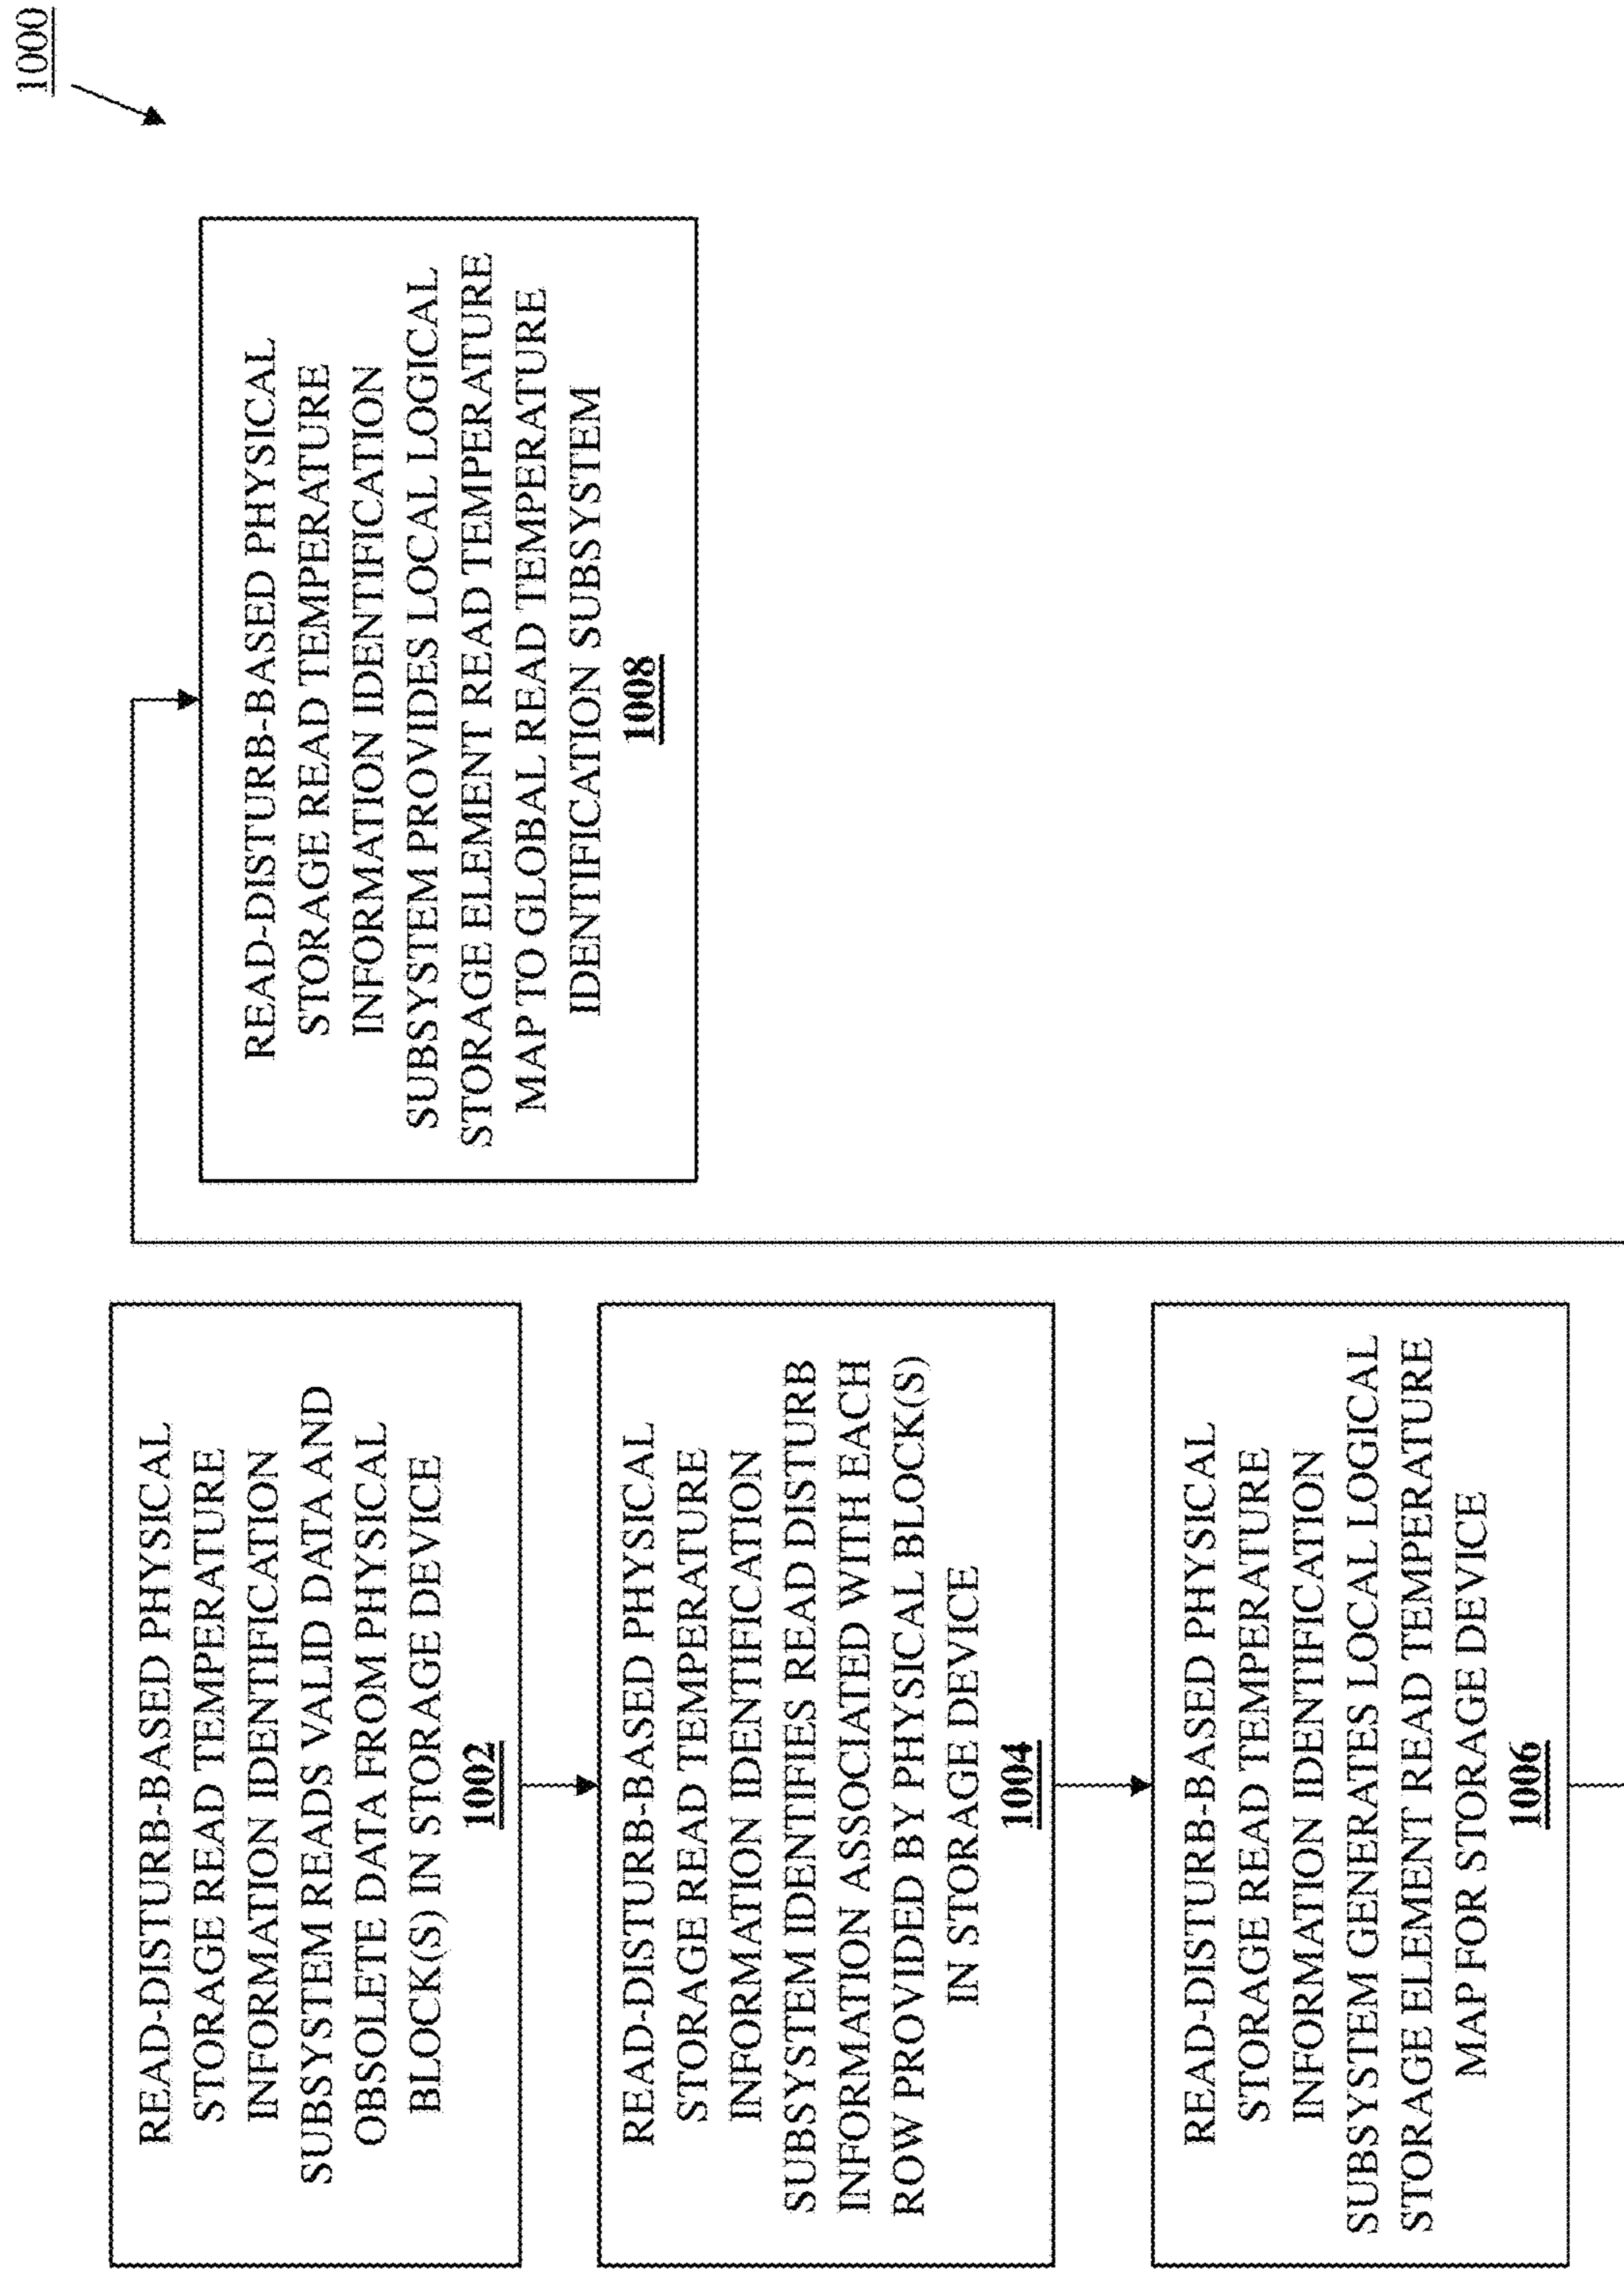 1000
READ-DISTURB-BASED PHYSICAL
STORAGE READ TEMPERATURE
INFORMATION IDENTIFICATION
SUBSYSTEM READS VALID DATA AND
OBSOLETE DATA FROM PHYSICAL
BLOCK(S) IN STORAGE DEVICE
1002
READ-DISTURB-BASED PHYSICAL
STORAGE READ TEMPERATURE
INFORMATION IDENTIFICATION
SUBSYSTEM IDENTIFIES READ DISTURB
INFORMATION ASSOCIATED WITH EACH
ROW PROVIDED BY PHYSICAL BLOCK(S)
IN STORAGE DEVICE
1004
READ-DISTURB-BASED PHYSICAL
STORAGE READ TEMPERATURE
INFORMATION IDENTIFICATION
SUBSYSTEM GENERATES LOCAL LOGICAL
STORAGE ELEMENT READ TEMPERATURE
MAP FOR STORAGE DEVICE
1006
READ-DISTURB-BASED PHYSICAL
STORAGE READ TEMPERATURE
INFORMATION IDENTIFICATION
SUBSYSTEM PROVIDES LOCAL LOGICAL
STORAGE ELEMENT READ TEMPERATURE
MAP TO GLOBAL READ TEMPERATURE
IDENTIFICATION SUBSYSTEM
1008